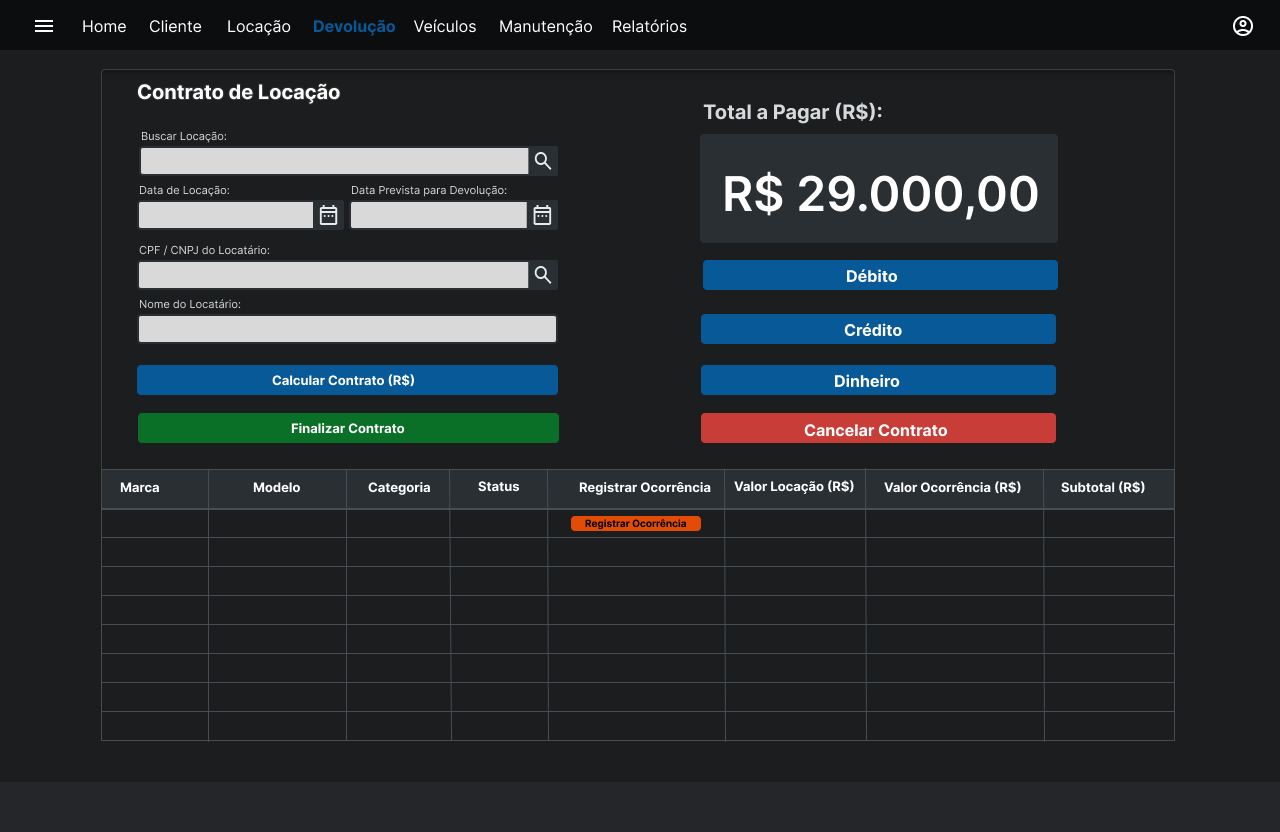 Home Cliente Locação Devolução Veículos Manutenção Relatórios
Contrato de Locação
Buscar Locação:
Data de Locação: Data Prevista para Devolução:
CPF / CNPJ do Locatário:
Nome do Locatário:
Calcular Contrato (R$)
Finalizar Contrato
Total a Pagar (R$):
R$ 29.000,00
Débito
Crédito
Dinheiro
Cancelar Contrato
Marca Modelo Categoria Status Registrar Ocorrência Valor Locação (R$) Valor Ocorrência (R$) Subtotal (R$)
Registrar Ocorrência